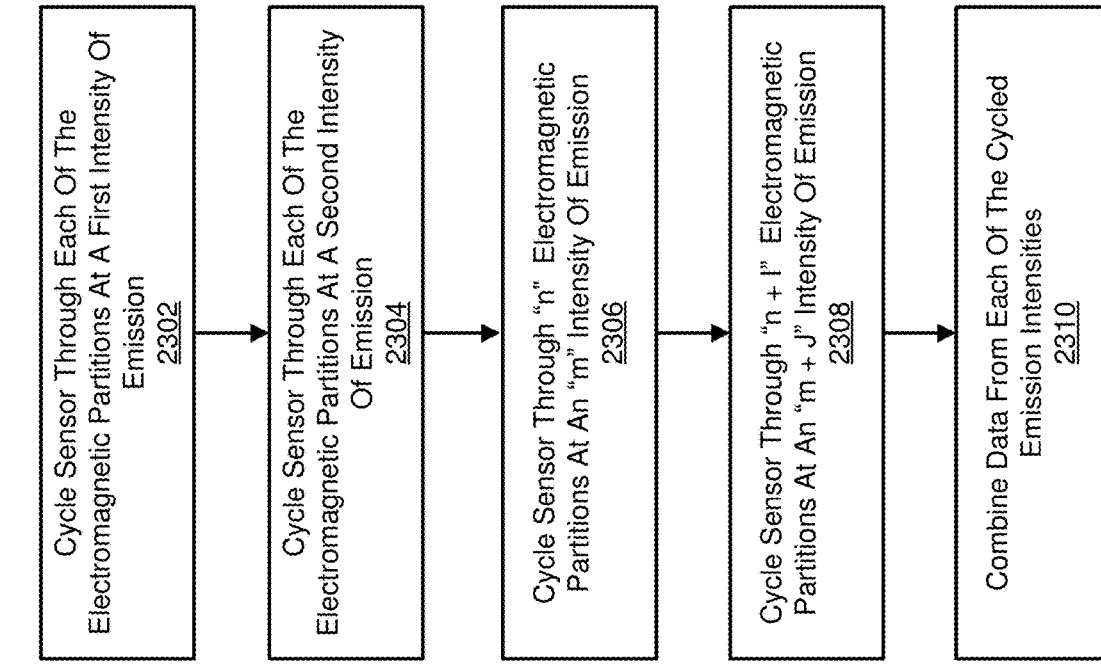 Cycle Sensor Through Each Of The
Electromagnetic Partitions At A First Intensity Of
Emission
2302
Cycle Sensor Through Each Of The
Electromagnetic Partitions At A Second Intensity
Of Emission
2304
Cycle Sensor Through “n” Electromagnetic
Partitions At An “m” Intensity Of Emission
2306
Cycle Sensor Through “n + I” Electromagnetic
Partitions At An “m + J” Intensity Of Emission
2308
Combine Data From Each Of The Cycled
Emission Intensities
2310